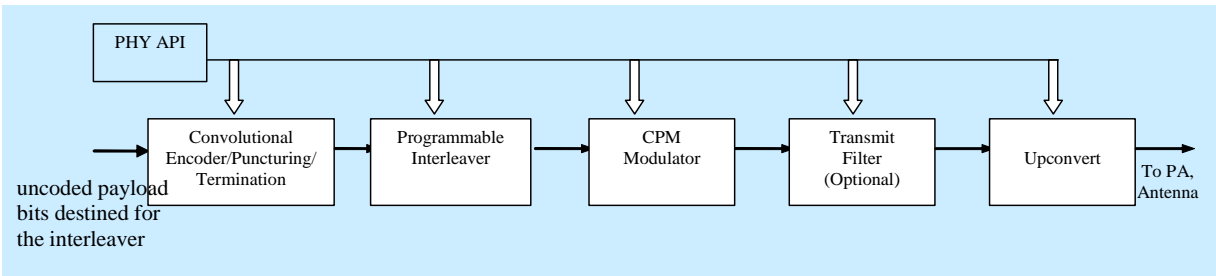 PHY API
Convolutional
Encoder/Puncturing/
Termination
Programmable
Interleaver
CPM
Modulator
Transmit
Filter
(Optional)
Upconvert
uncoded payload
bits destined for
the interleaver
To PA,
Antenna